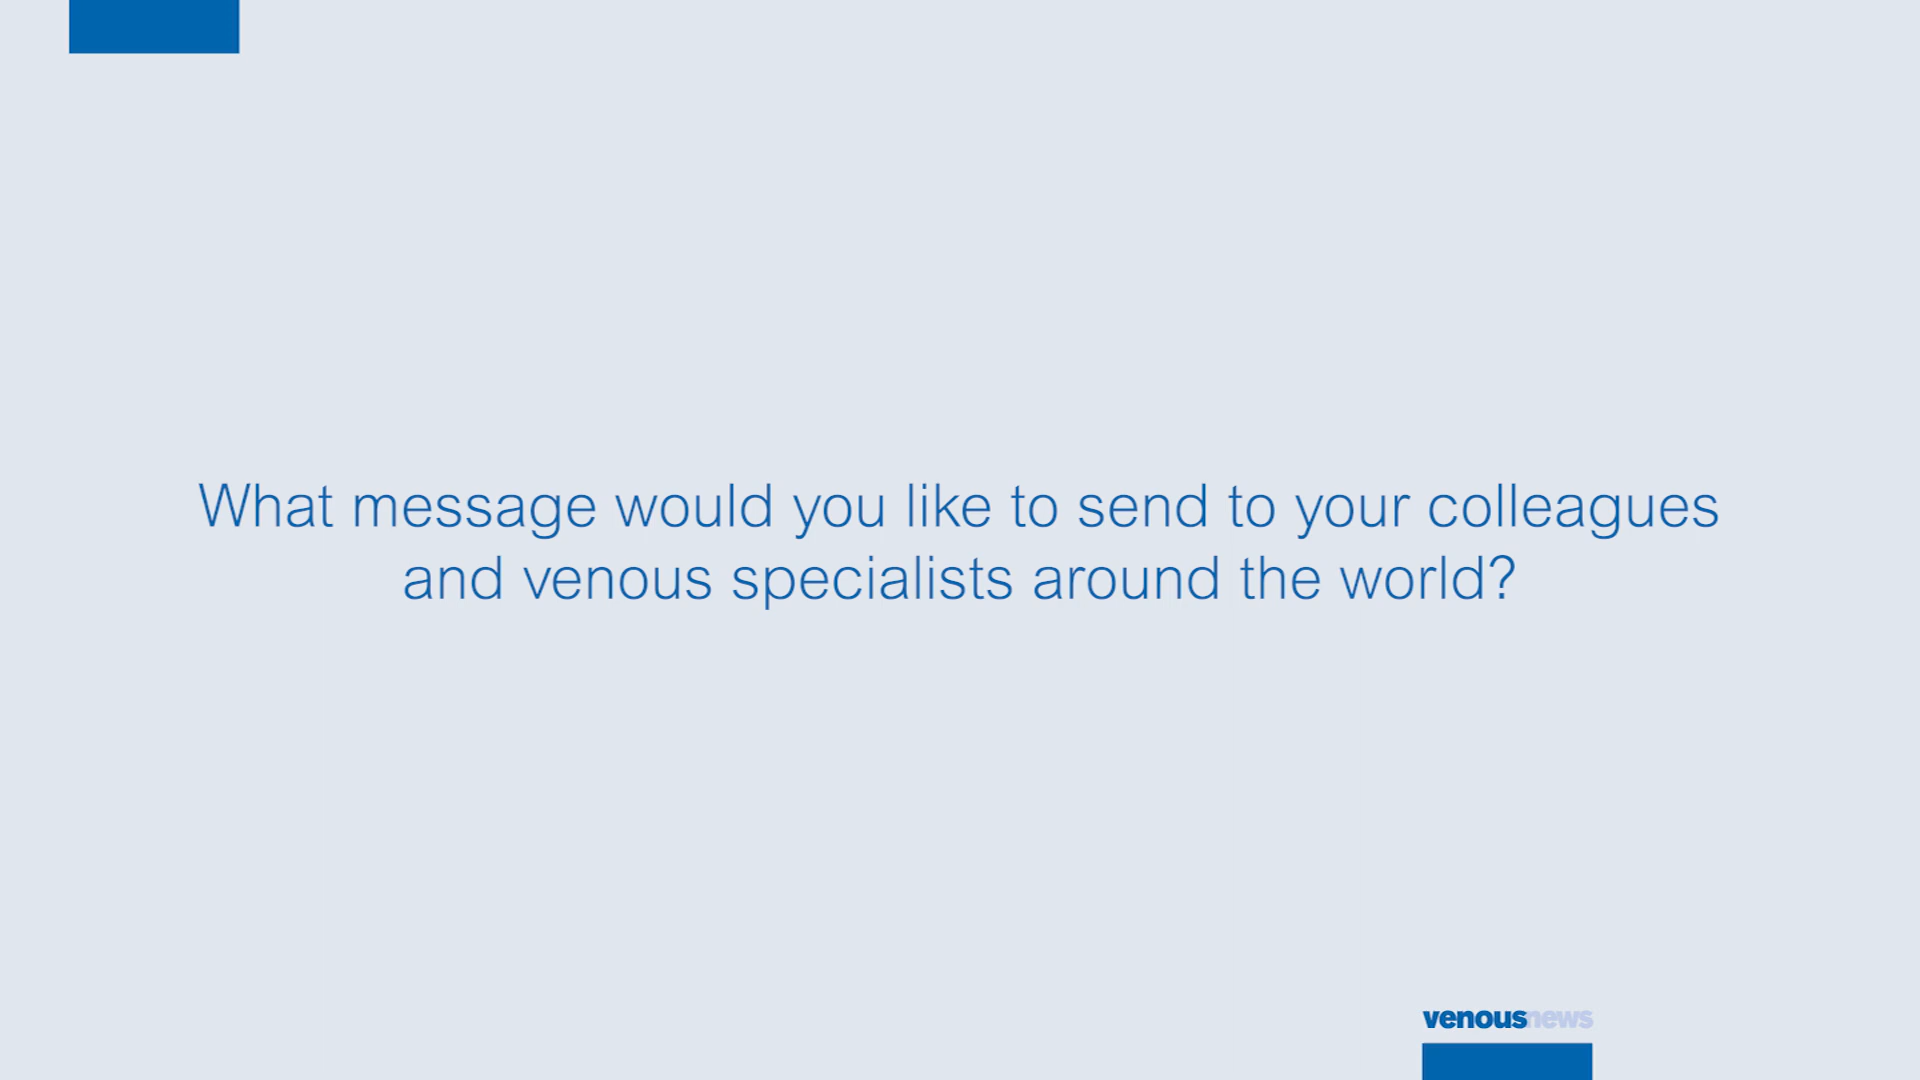 What message would you like to send to your colleagues
and venous specialists around the world?
venousnews